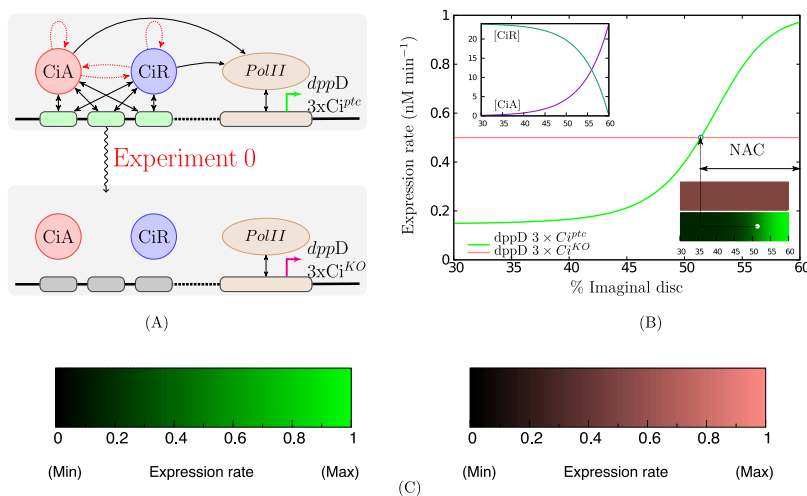 CiA
CiR
PolII
dppD
3xCi^ptc
Experiment 0
CiA
CiR
PolII
dppD
3xCi^KO
(A)
Expression rate (nM min⁻¹)
1
0.8
0.6
0.4
0.2
0
30 35 40 45 50 55 60
% Imaginal disc
[CiR]
[CiA]
20
15
10
5
0
30 35 40 45 50 55 60
NAC
30 35 40 45 50 55 60
dppD 3 × Ci^ptc
dppD 3 × Ci^KO
(B)
0 0.2 0.4 0.6 0.8 1
(Min) Expression rate (Max)
0 0.2 0.4 0.6 0.8 1
(Min) Expression rate (Max)
(C)